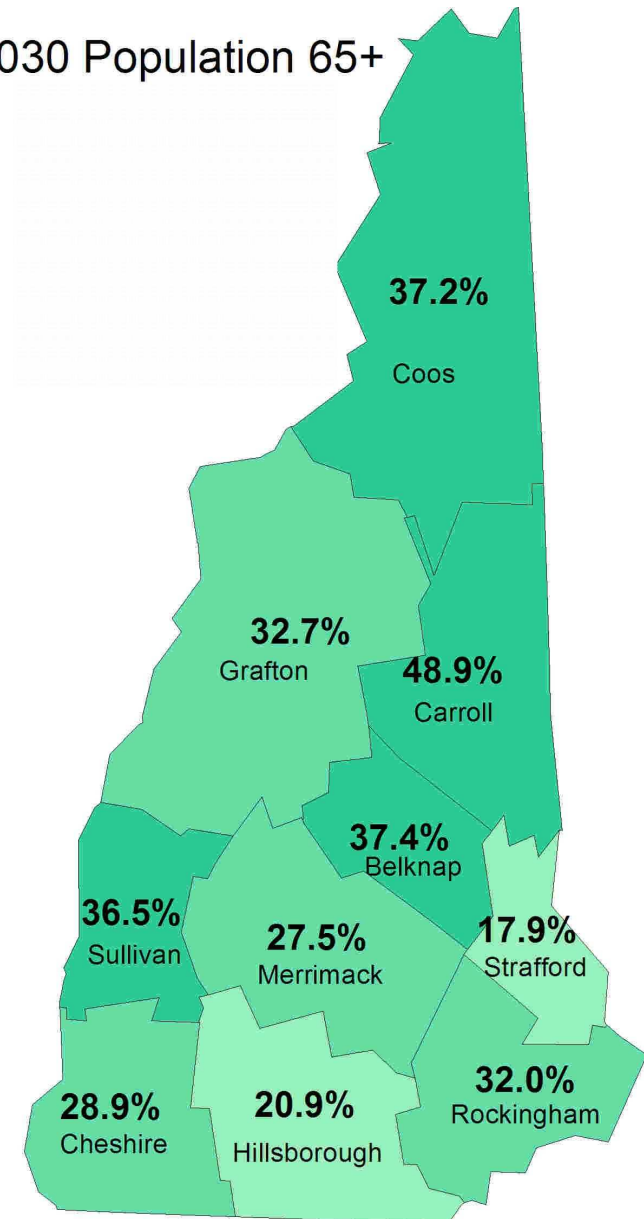 030 Population 65+
37.2%
Coos
32.7%
Grafton
48.9%
Carroll
37.4%
Belknap
36.5%
Sullivan
27.5%
Merrimack
17.9%
Strafford
28.9%
Cheshire
20.9%
Hillsborough
32.0%
Rockingham